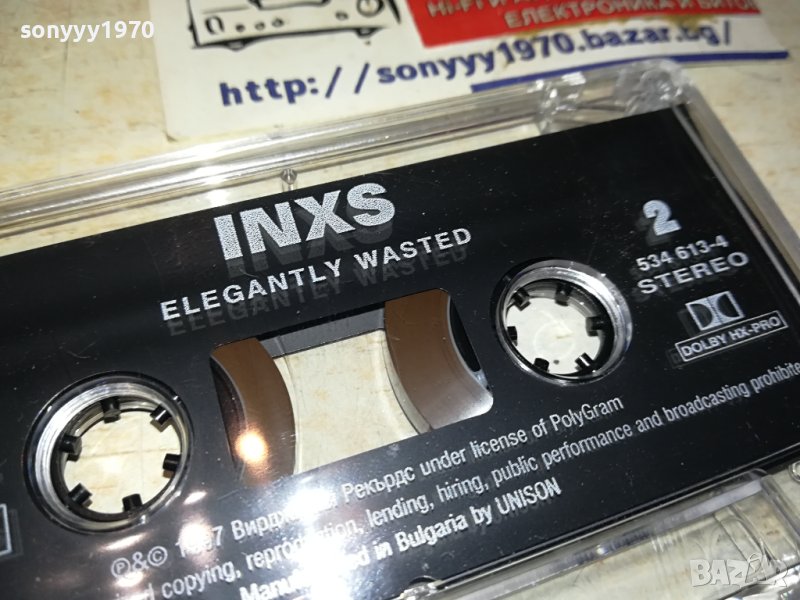 sonyyy1970
ЕЛЕКТРОНИКА И
http://sonyyy1970.bazar.bg/
INXS
ELEGANTLY WASTED
2
534 613-4
STEREO
DOLBY HX-PRO
℗&© Рекърдс under license of PolyGram
copying, lending, hiring, public performance and broadcasting
in Bulgaria by UNISON
BAZAR